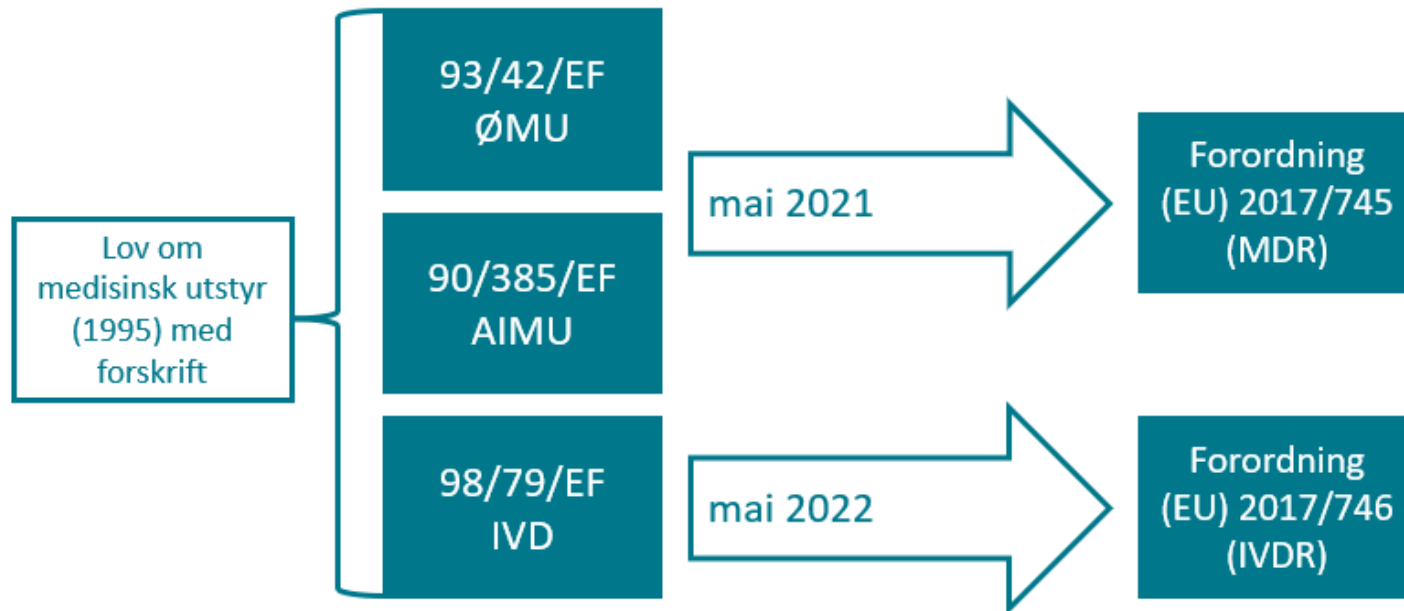 Lov om
medisinsk utstyr
(1995) med
forskrift
93/42/EF
ØMU
90/385/EF
AIMU
98/79/EF
IVD
mai 2021
mai 2022
Forordning
(EU) 2017/745
(MDR)
Forordning
(EU) 2017/746
(IVDR)